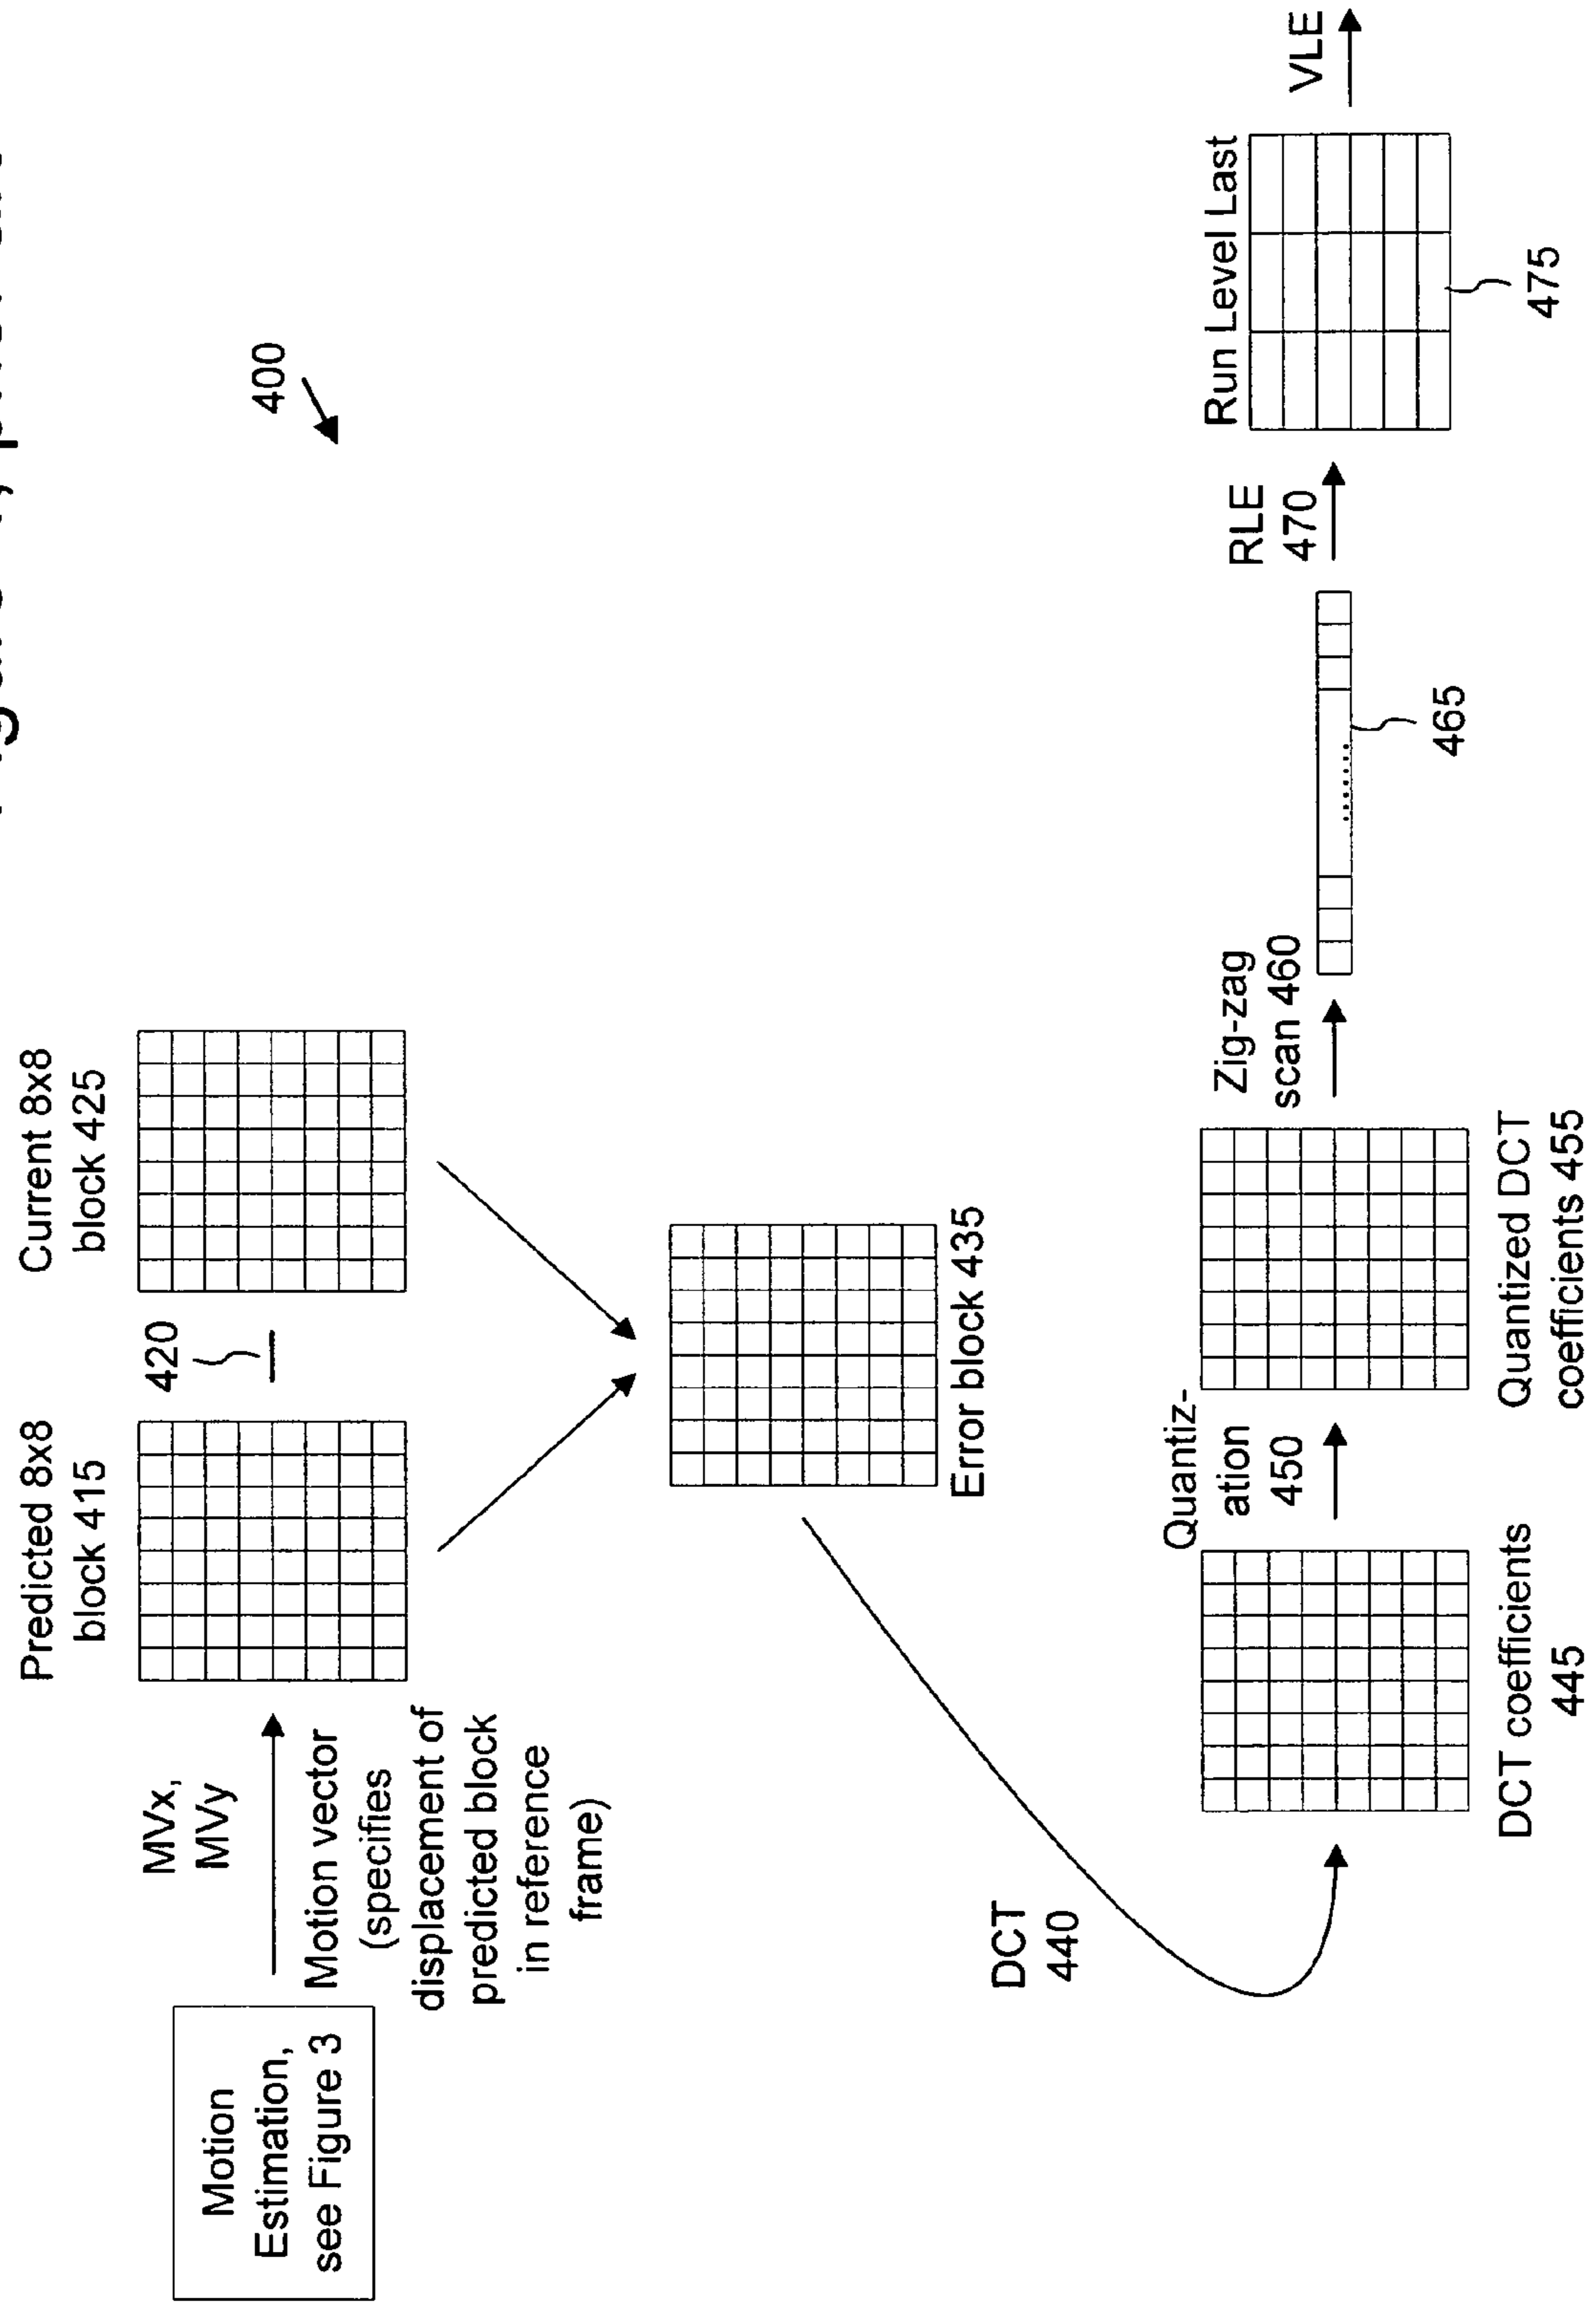 400
Motion
Estimation,
see Figure 3
MVx,
MVy
Motion vector
(specifies
displacement of
predicted block
in reference
frame)
Predicted 8x8
block 415
420
Current 8x8
block 425
Error block 435
DCT
440
DCT coefficients
445
Quantiz-
ation
450
Quantized DCT
coefficients 455
Zig-zag
scan 460
465
RLE
470
Run Level Last
475
VLE